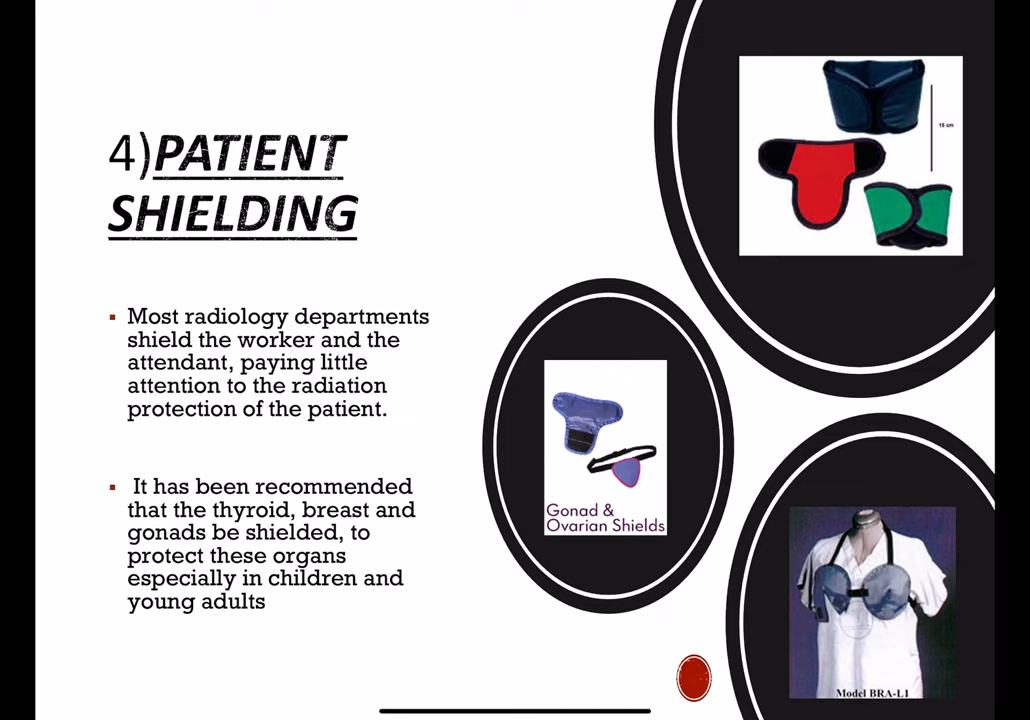 4)PATIENT
SHIELDING
Most radiology departments
shield the worker and the
attendant, paying little
attention to the radiation
protection of the patient.
It has been recommended
that the thyroid, breast and
gonads be shielded, to
protect these organs
especially in children and
young adults
15 cm
Gonad &
Ovarian Shields
Model BRA-L1